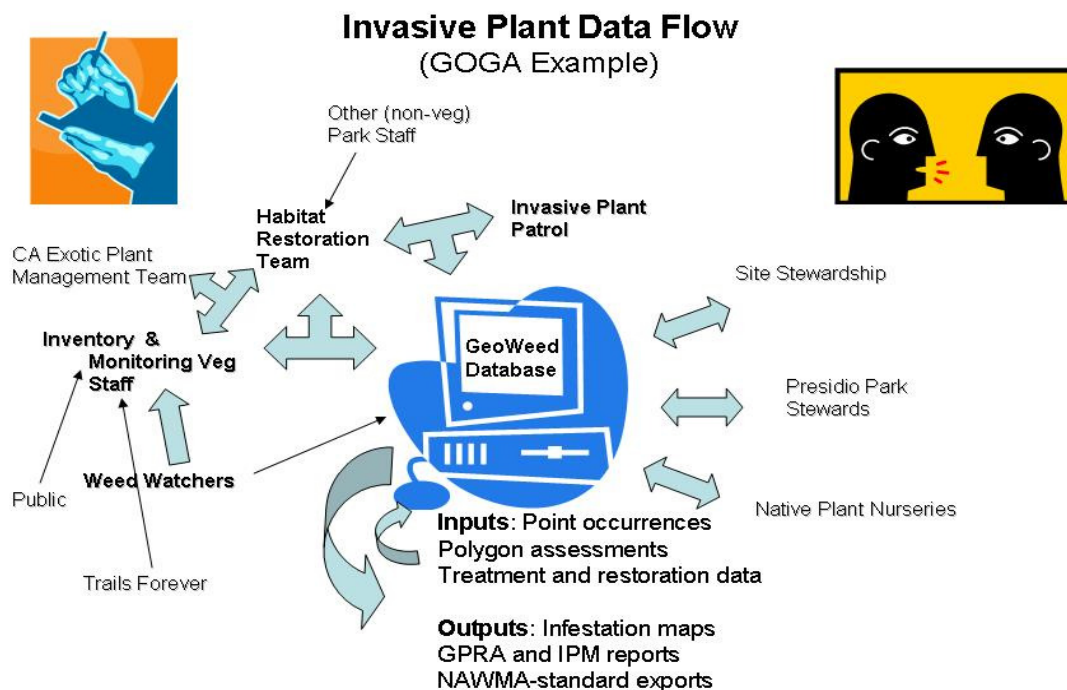 Invasive Plant Data Flow
(GOGA Example)
Other (non-veg)
Park Staff
Habitat
Restoration
Team
Invasive Plant
Patrol
CA Exotic Plant
Management Team
Site Stewardship
Inventory &
Monitoring Veg
Staff
GeoWeed
Database
Presidio Park
Stewards
Weed Watchers
Public
Native Plant Nurseries
Trails Forever
Inputs: Point occurrences
Polygon assessments
Treatment and restoration data
Outputs: Infestation maps
GPRA and IPM reports
NAWMA-standard exports